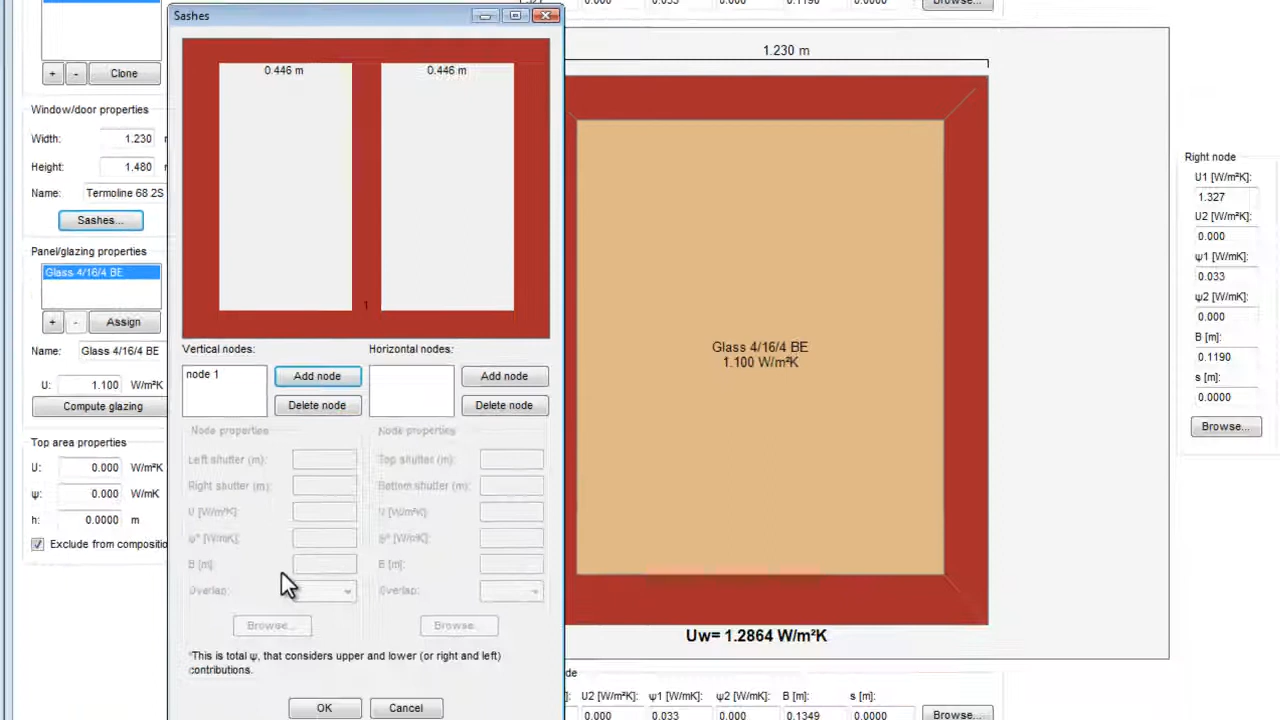 1.527 0.000 0.033 0.000 0.1190 0.0000 Browse...
Sashes
0.446 m 0.446 m
1
1.230 m
+ - Clone
Window/door properties
Width: 1.230
Height: 1.480
Name: Termoline 68 2S
Sashes...
Panel/glazing properties
Glass 4/16/4 BE
+ - Assign
Name: Glass 4/16/4 BE
U: 1.100 W/m²K
Compute glazing
Top area properties
U: 0.000 W/m²K
ψ: 0.000 W/mK
h: 0.0000 m
Exclude from compositio
Vertical nodes: Horizontal nodes:
node 1
Add node Add node
Delete node Delete node
Node properties Node properties
Left shutter (m): Top shutter (m):
Right shutter (m): Bottom shutter (m):
U [W/m²K]: U [W/m²K]:
ψ* [W/mK]: ψ* [W/mK]:
B [m]: B [m]:
Overlap: Overlap:
Browse... Browse...
*This is total ψ, that considers upper and lower (or right and left)
contributions.
OK Cancel
Glass 4/16/4 BE
1.100 W/m²K
Uw= 1.2864 W/m²K
Right node
U1 [W/m²K]:
1.327
U2 [W/m²K]:
0.000
ψ1 [W/mK]:
0.033
ψ2 [W/mK]:
0.000
B [m]:
0.1190
s [m]:
0.0000
Browse...
de
U2 [W/m²K]: ψ1 [W/mK]: ψ2 [W/mK]: B [m]: s [m]:
0.000 0.033 0.000 0.1349 0.0000 Browse...